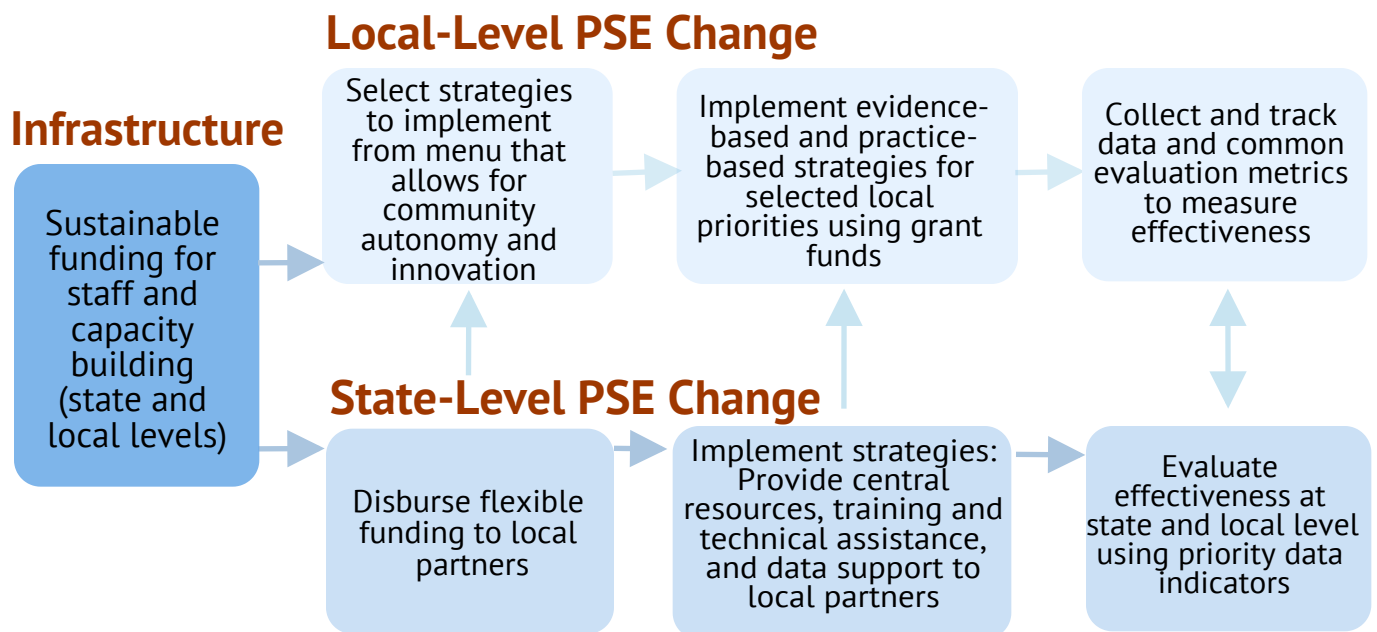 Local-Level PSE Change
Infrastructure
Sustainable
funding for
staff and
capacity
building
(state and
local levels)
Select strategies
to implement
from menu that
allows for
community
autonomy and
innovation
Implement evidence-
based and practice-
based strategies for
selected local
priorities using grant
funds
Collect and track
data and common
evaluation metrics
to measure
effectiveness
State-Level PSE Change
Disburse flexible
funding to local
partners
Implement strategies:
Provide central
resources, training and
technical assistance,
and data support to
local partners
Evaluate
effectiveness at
state and local level
using priority data
indicators